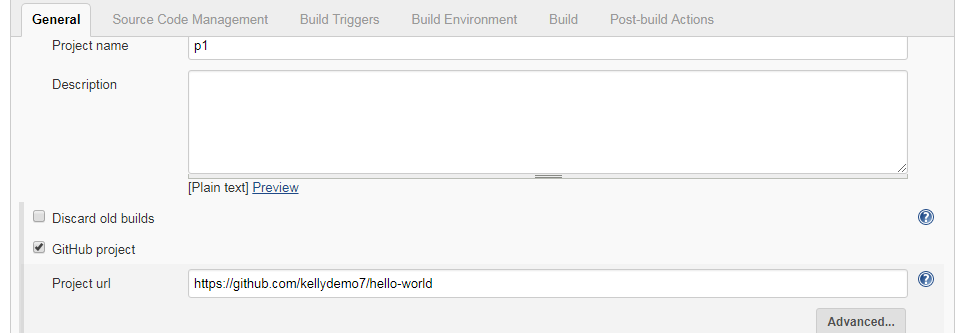 General Source Code Management Build Triggers Build Environment Build Post-build Actions
Project name p1
Description
[Plain text] Preview
Discard old builds
GitHub project
Project url https://github.com/kellydemo7/hello-world
Advanced...